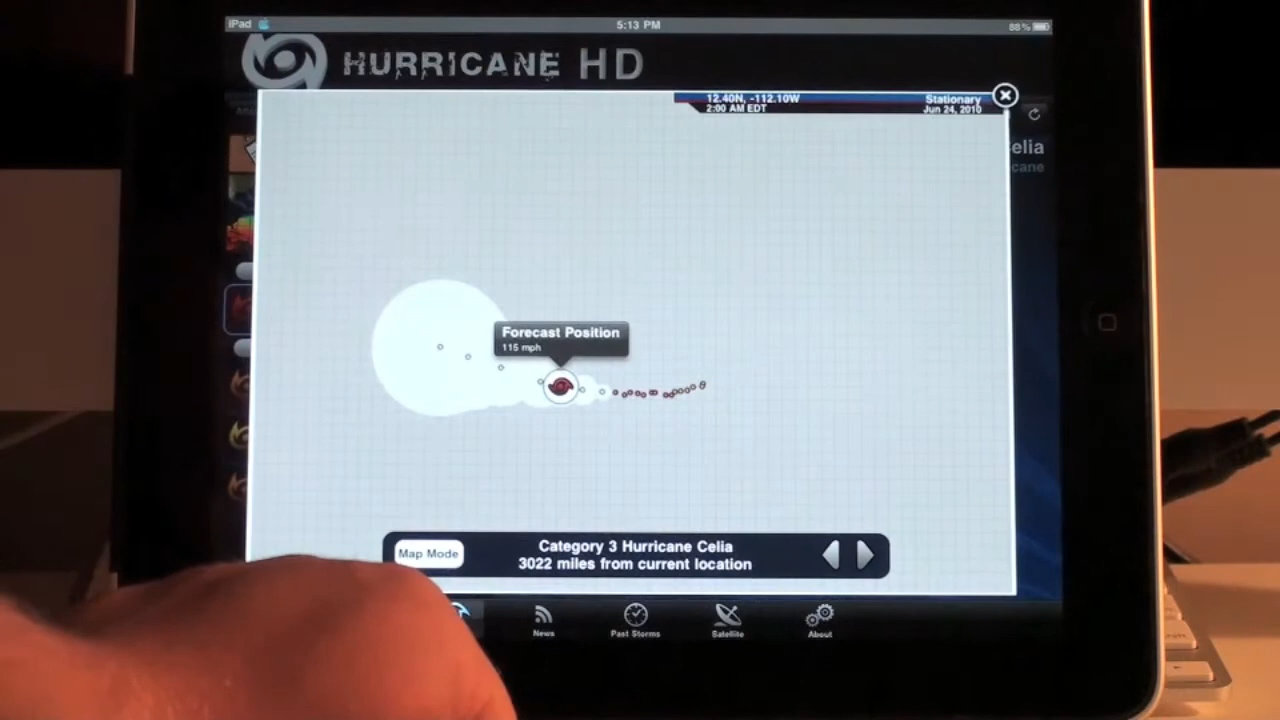 iPad
5:13 PM
88%
HURRICANE HD
12.40N, -112.10W
Stationary
2:00 AM EDT
Jun 24, 2010
elia
cane
Forecast Position
115 mph
Map Mode
Category 3 Hurricane Celia
3022 miles from current location
News
Past Storms
Satellite
About